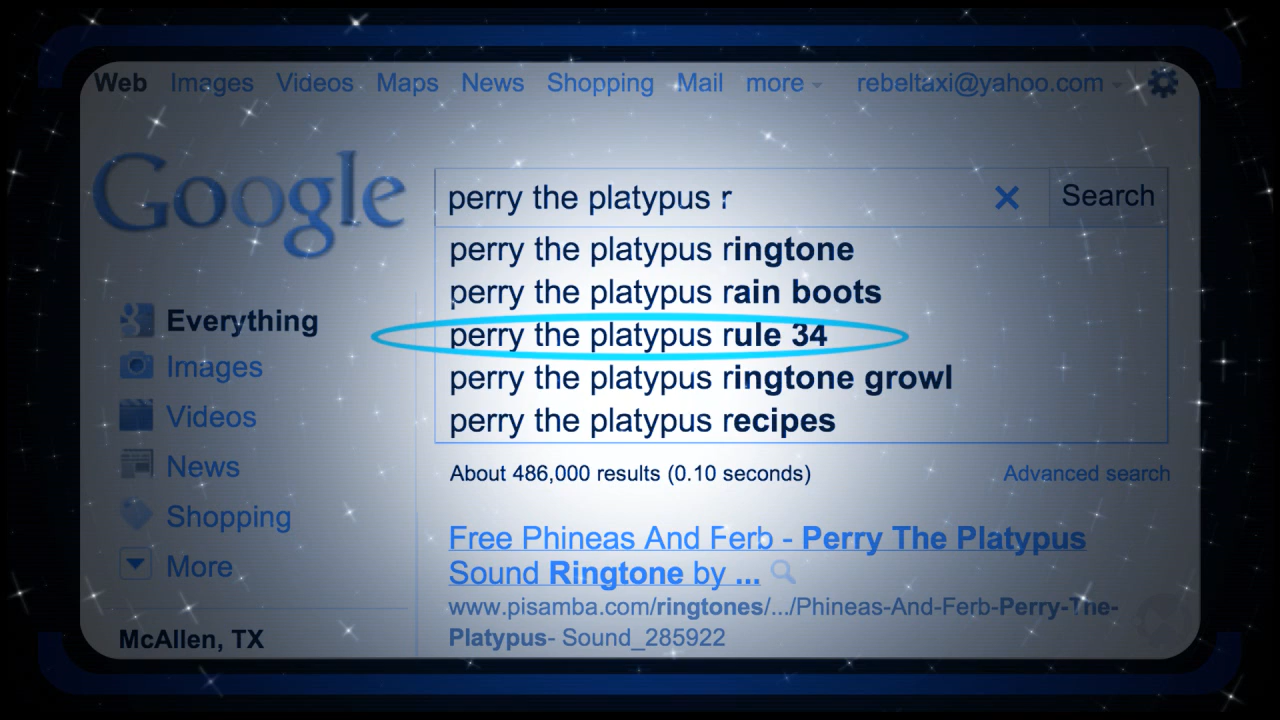 Web Images Videos Maps News Shopping Mail more rebeltaxi@yahoo.com
Google
perry the platypus r
Search
perry the platypus ringtone
perry the platypus rain boots
perry the platypus rule 34
perry the platypus ringtone growl
perry the platypus recipes
Everything
Images
Videos
News
Shopping
More
McAllen, TX
About 486,000 results (0.10 seconds)
Advanced search
Free Phineas And Ferb - Perry The Platypus
Sound Ringtone by ...
www.pisamba.com/ringtones/.../Phineas-And-Ferb-Perry-The-
Platypus- Sound_285922